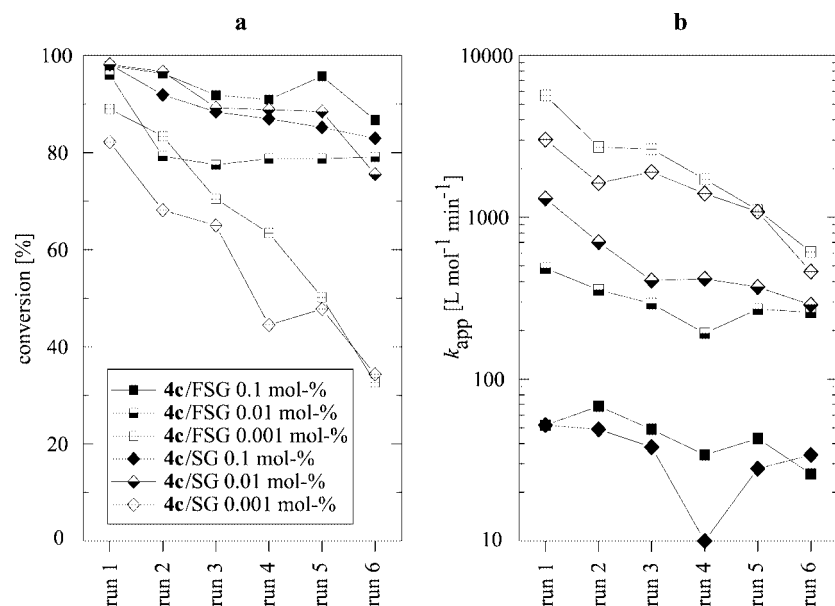 a
conversion [%]
100
80
60
40
20
0
4c/FSG 0.1 mol-%
4c/FSG 0.01 mol-%
4c/FSG 0.001 mol-%
4c/SG 0.1 mol-%
4c/SG 0.01 mol-%
4c/SG 0.001 mol-%
run 1
run 2
run 3
run 4
run 5
run 6
b
k_app [L mol⁻¹ min⁻¹]
10000
1000
100
10
run 1
run 2
run 3
run 4
run 5
run 6